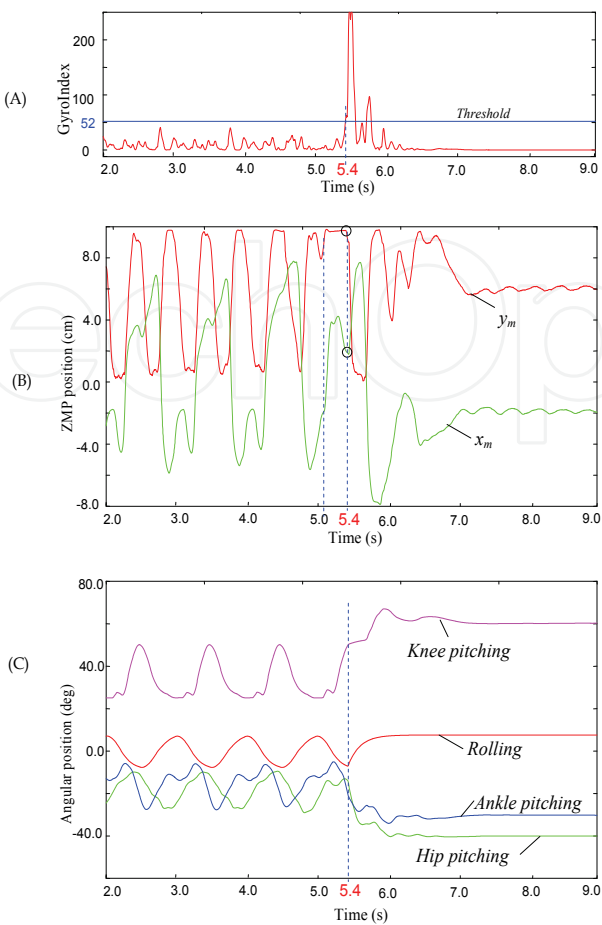 (A)
GyroIndex
200
100
52
0
Threshold
2.0 3.0 4.0 5.0 5.4 6.0 7.0 8.0 9.0
Time (s)
(B)
ZMP position (cm)
8.0
4.0
0.0
-4.0
-8.0
y_m
x_m
2.0 3.0 4.0 5.0 5.4 6.0 7.0 8.0 9.0
Time (s)
(C)
Angular position (deg)
80.0
40.0
0.0
-40.0
Knee pitching
Rolling
Ankle pitching
Hip pitching
2.0 3.0 4.0 5.0 5.4 6.0 7.0 8.0 9.0
Time (s)